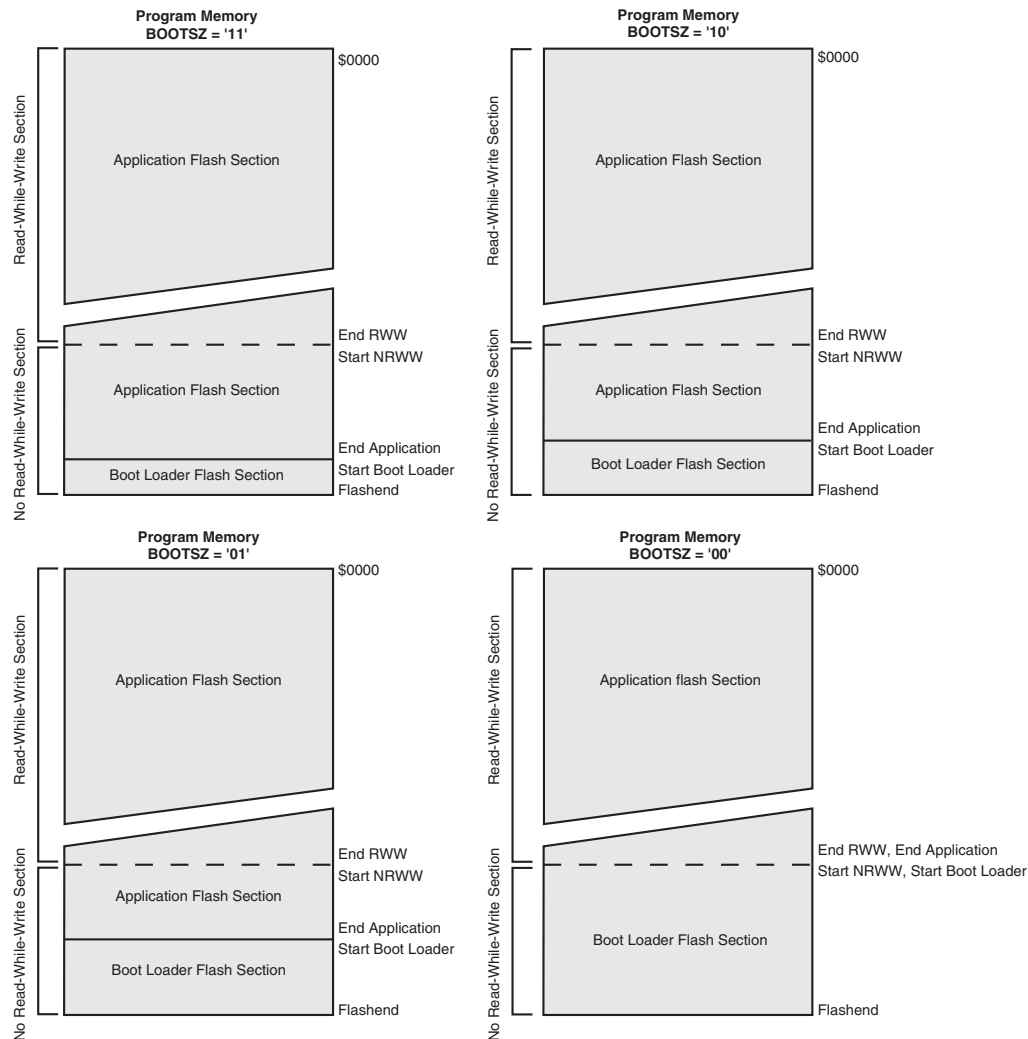 Program Memory
BOOTSZ = '11'
$0000
Read-While-Write Section
Application Flash Section
End RWW
Start NRWW
No Read-While-Write Section
Application Flash Section
End Application
Start Boot Loader
Boot Loader Flash Section
Flashend
Program Memory
BOOTSZ = '10'
$0000
Read-While-Write Section
Application Flash Section
End RWW
Start NRWW
No Read-While-Write Section
Application Flash Section
End Application
Start Boot Loader
Boot Loader Flash Section
Flashend
Program Memory
BOOTSZ = '01'
$0000
Read-While-Write Section
Application Flash Section
End RWW
Start NRWW
No Read-While-Write Section
Application Flash Section
End Application
Start Boot Loader
Boot Loader Flash Section
Flashend
Program Memory
BOOTSZ = '00'
$0000
Read-While-Write Section
Application flash Section
End RWW, End Application
Start NRWW, Start Boot Loader
No Read-While-Write Section
Boot Loader Flash Section
Flashend